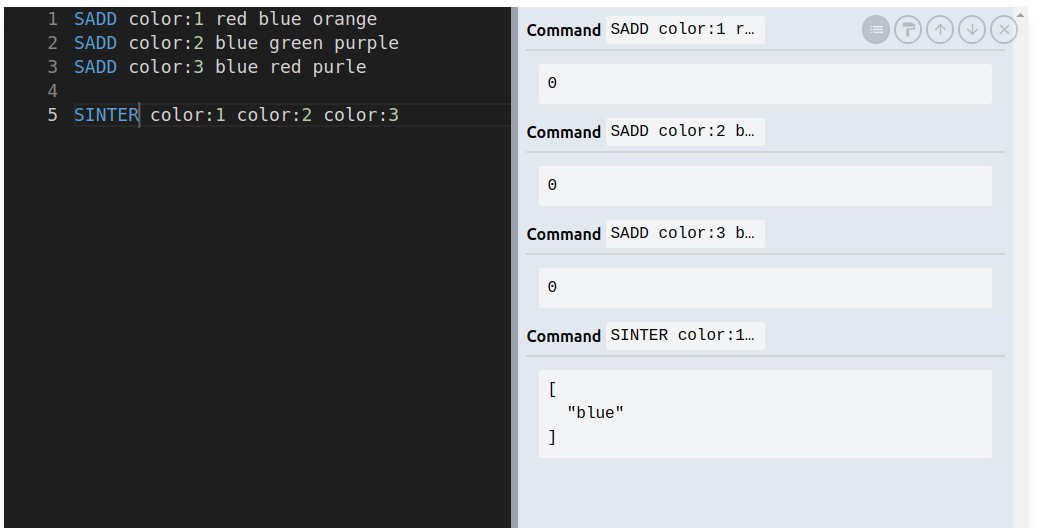 1 SADD color:1 red blue orange
2 SADD color:2 blue green purple
3 SADD color:3 blue red purle
4
5 SINTER color:1 color:2 color:3
Command SADD color:1 r…
0
Command SADD color:2 b…
0
Command SADD color:3 b…
0
Command SINTER color:1…
[
"blue"
]